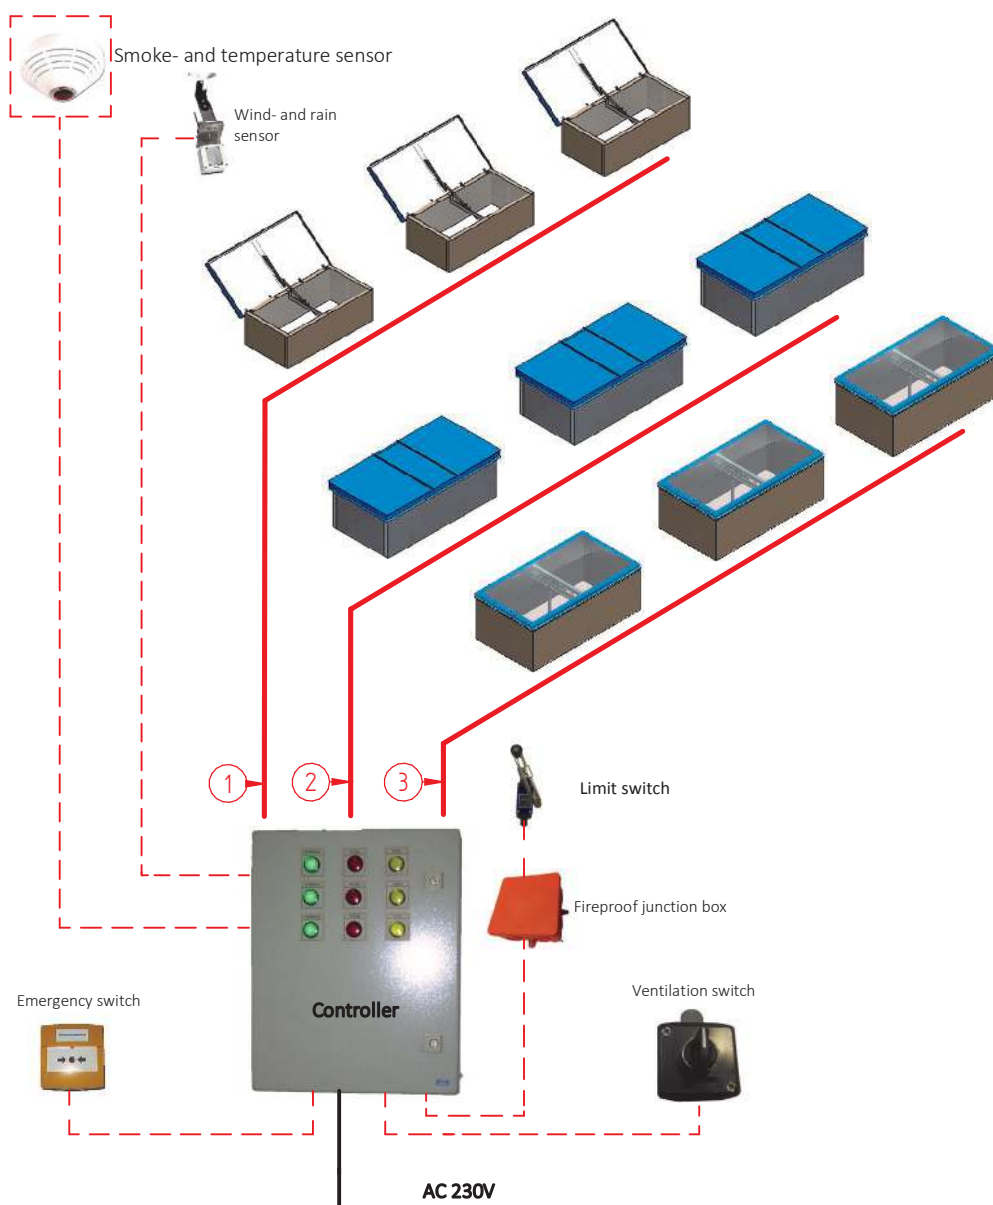 Smoke- and temperature sensor
Wind- and rain
sensor
1
2
3
Limit switch
Fireproof junction box
Controller
Emergency switch
Ventilation switch
AC 230V